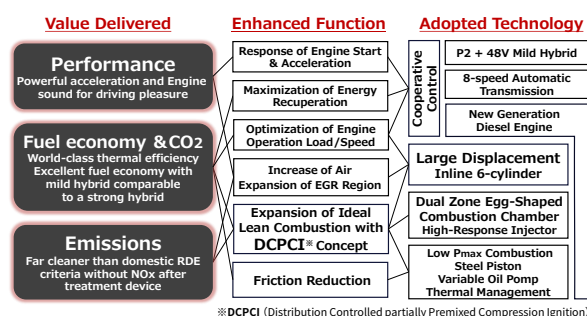 Value Delivered
Performance
Powerful acceleration and Engine
sound for driving pleasure
Fuel economy &CO2
World-class thermal efficiency
Excellent fuel economy with
mild hybrid comparable
to a strong hybrid
Emissions
Far cleaner than domestic RDE
criteria without NOx after
treatment device
Enhanced Function
Response of Engine Start
& Acceleration
Maximization of Energy
Recuperation
Optimization of Engine
Operation Load/Speed
Increase of Air
Expansion of EGR Region
Expansion of Ideal
Lean Combustion with
DCPCI※ Concept
Friction Reduction
Adopted Technology
Cooperative
Control
P2 + 48V Mild Hybrid
8-speed Automatic
Transmission
New Generation
Diesel Engine
Large Displacement
Inline 6-cylinder
Dual Zone Egg-Shaped
Combustion Chamber
High-Response Injector
Low Pmax Combustion
Steel Piston
Variable Oil Pomp
Thermal Management
※DCPCI (Distribution Controlled partially Premixed Compression Ignition)